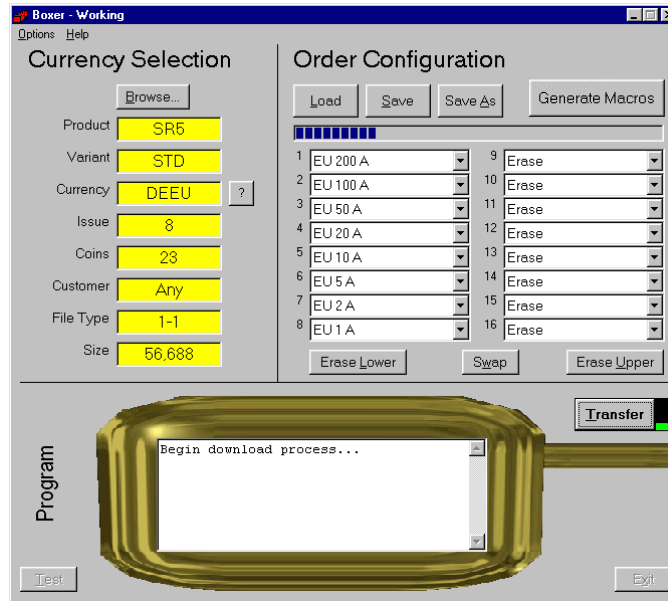 Boxer - Working
Options Help
Currency Selection
Browse...
Product SR5
Variant STD
Currency DEEU ?
Issue 8
Coins 23
Customer Any
File Type 1-1
Size 56,688
Order Configuration
Load Save Save As Generate Macros
1 EU 200 A 9 Erase
2 EU 100 A 10 Erase
3 EU 50 A 11 Erase
4 EU 20 A 12 Erase
5 EU 10 A 13 Erase
6 EU 5 A 14 Erase
7 EU 2 A 15 Erase
8 EU 1 A 16 Erase
Erase Lower Swap Erase Upper
Transfer
Program
Begin download process...
Test Exit